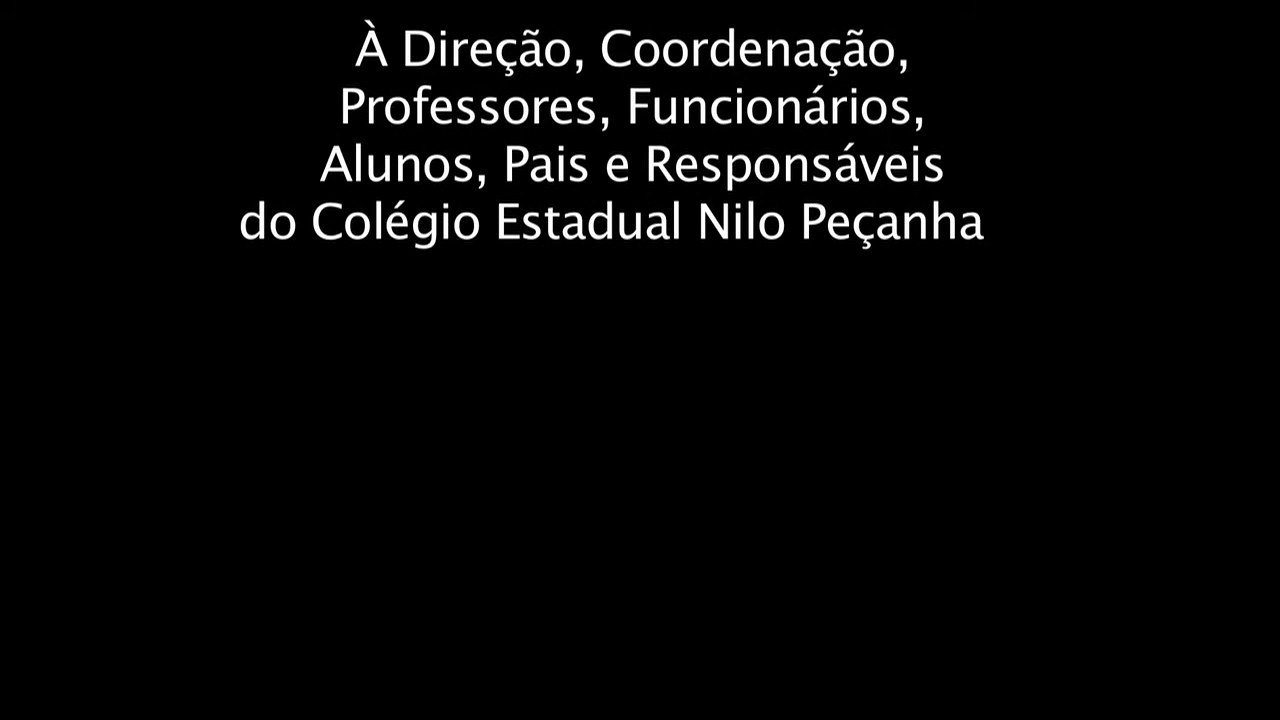 À Direção, Coordenação,
Professores, Funcionários,
Alunos, Pais e Responsáveis
do Colégio Estadual Nilo Peçanha